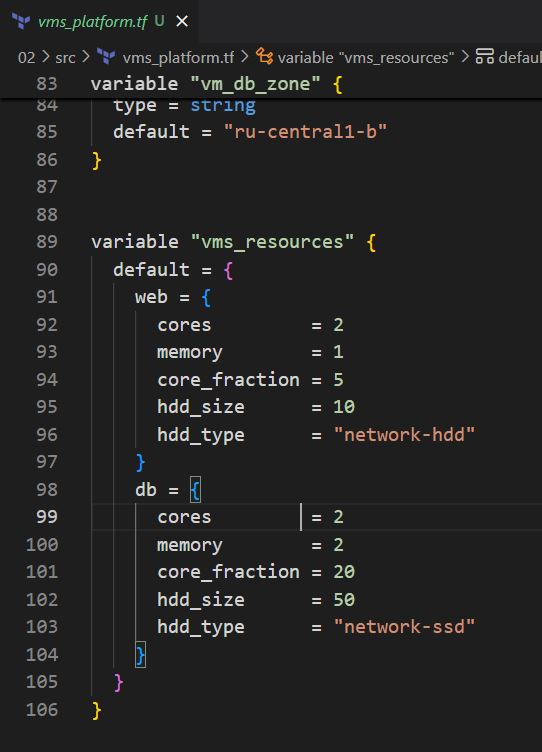 vms_platform.tf U ×
02 > src > vms_platform.tf > variable "vms_resources" > defaul
83 variable "vm_db_zone" {
84 type = string
85 default = "ru-central1-b"
86 }
87
88
89 variable "vms_resources" {
90 default = {
91 web = {
92 cores = 2
93 memory = 1
94 core_fraction = 5
95 hdd_size = 10
96 hdd_type = "network-hdd"
97 }
98 db = {
99 cores = 2
100 memory = 2
101 core_fraction = 20
102 hdd_size = 50
103 hdd_type = "network-ssd"
104 }
105 }
106 }